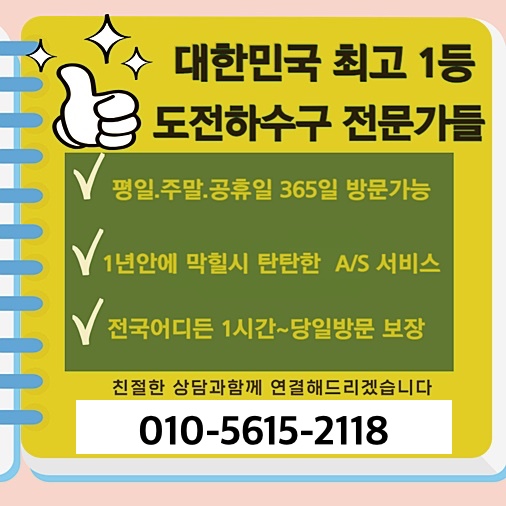 대한민국 최고 1등
도전하수구 전문가들
평일.주말.공휴일 365일 방문가능
1년안에 막힐시 탄탄한 A/S 서비스
전국어디든 1시간~당일방문 보장
친절한 상담과함께 연결해드리겠습니다
010-5615-2118